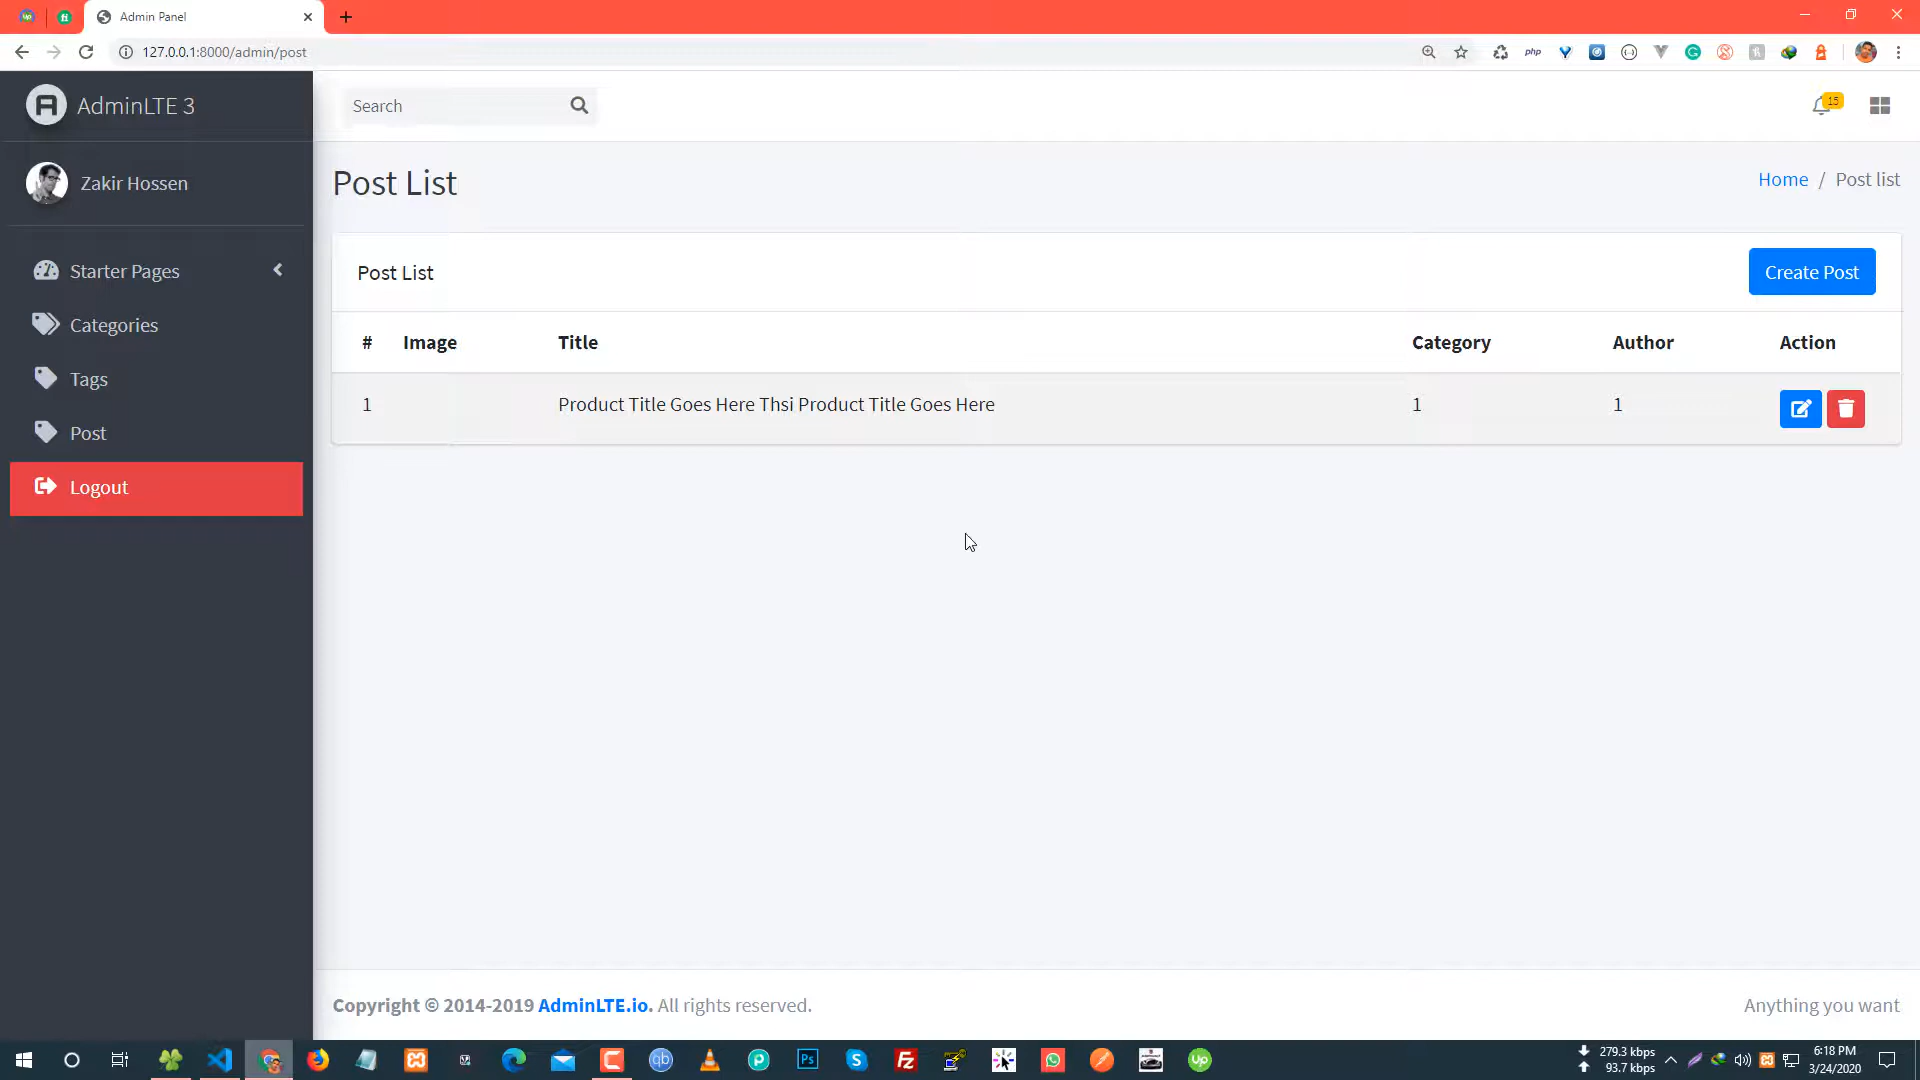 Admin Panel
127.0.0.1:8000/admin/post
php
AdminLTE 3
Search
15
Zakir Hossen
Post List
Home / Post list
Starter Pages
Categories
Tags
Post
Logout
Post List
Create Post
# Image Title Category Author Action
1 Product Title Goes Here Thsi Product Title Goes Here 1 1
Copyright © 2014-2019 AdminLTE.io. All rights reserved.
Anything you want
279.3 kbps
93.7 kbps
6:18 PM
3/24/2020